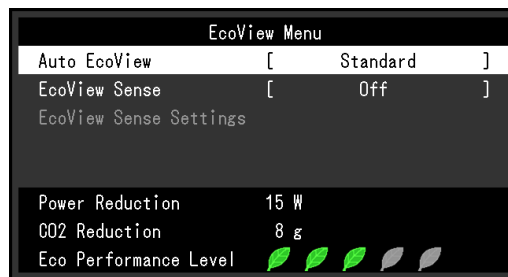 EcoView Menu
Auto EcoView [ Standard ]
EcoView Sense [ Off ]
EcoView Sense Settings
Power Reduction 15 W
CO2 Reduction 8 g
Eco Performance Level